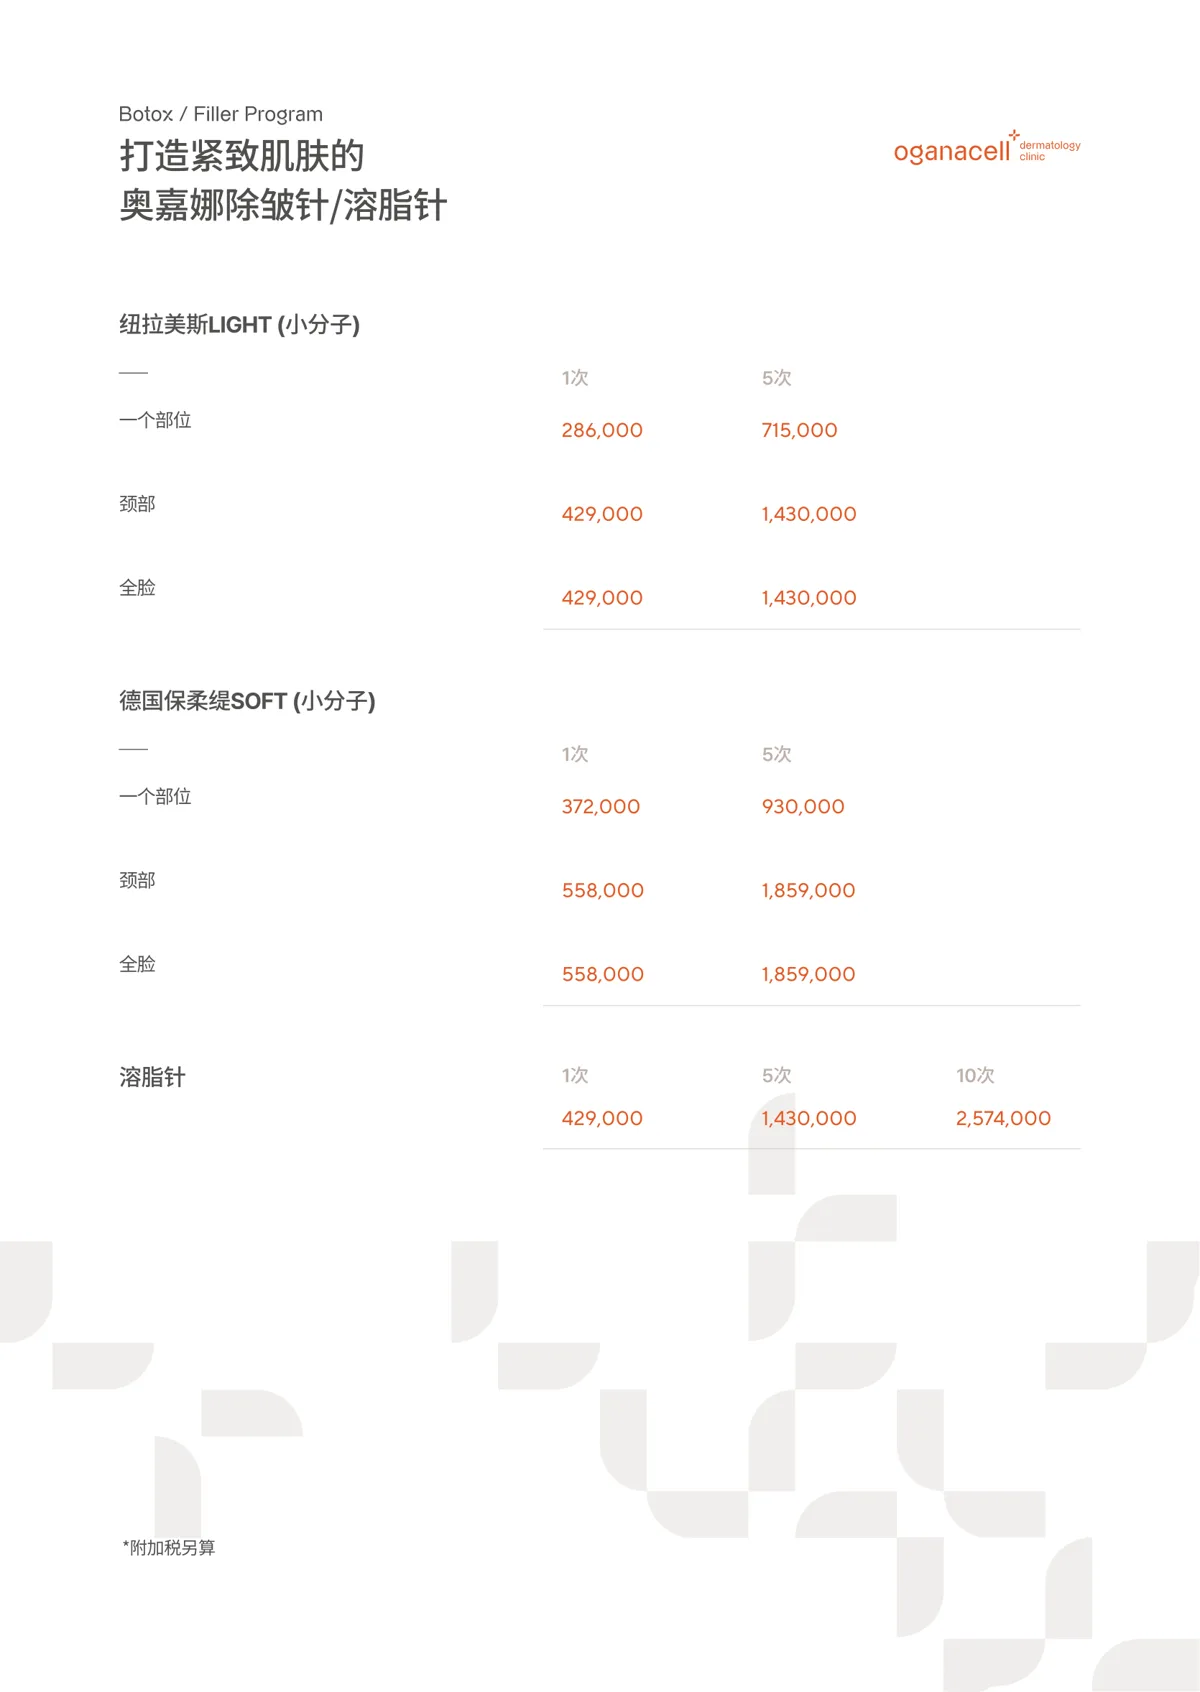 Botox / Filler Program
打造紧致肌肤的
奥嘉娜除皱针/溶脂针
oganacell dermatology
clinic
纽拉美斯LIGHT (小分子)
1次 5次
一个部位 286,000 715,000
颈部 429,000 1,430,000
全脸 429,000 1,430,000
德国保柔缇SOFT (小分子)
1次 5次
一个部位 372,000 930,000
颈部 558,000 1,859,000
全脸 558,000 1,859,000
溶脂针 1次 5次 10次
429,000 1,430,000 2,574,000
*附加税另算